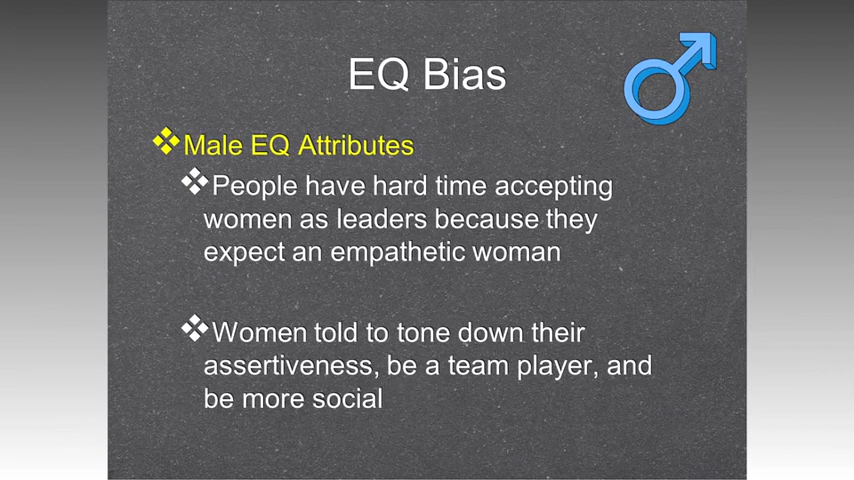 EQ Bias
Male EQ Attributes
People have hard time accepting
women as leaders because they
expect an empathetic woman
Women told to tone down their
assertiveness, be a team player, and
be more social